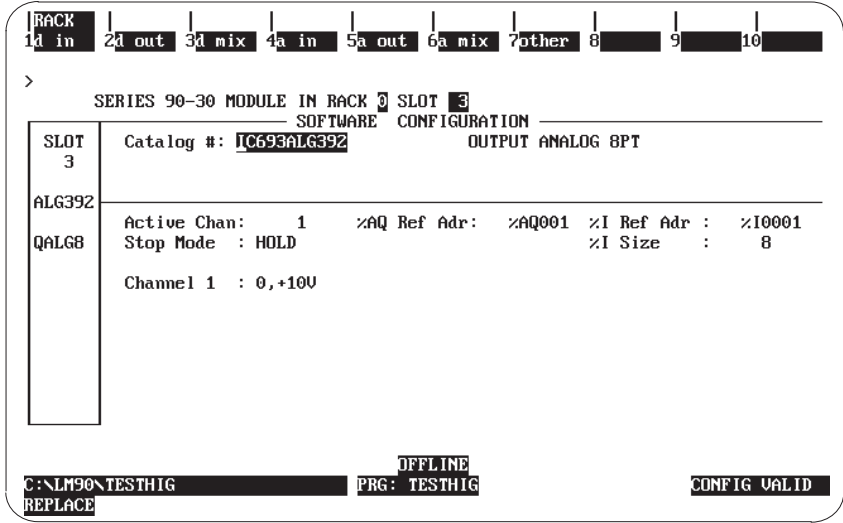 RACK
1d in 2d out 3d mix 4a in 5a out 6a mix 7other 8 9 10
>
SERIES 90-30 MODULE IN RACK 0 SLOT 3
SOFTWARE CONFIGURATION
SLOT Catalog #: IC693ALG392 OUTPUT ANALOG 8PT
3
ALG392
Active Chan: 1 %AQ Ref Adr: %AQ001 %I Ref Adr : %I0001
QALG8 Stop Mode : HOLD %I Size : 8
Channel 1 : 0,+10V
OFFLINE
C:\LM90\TESTHIG PRG: TESTHIG CONFIG VALID
REPLACE